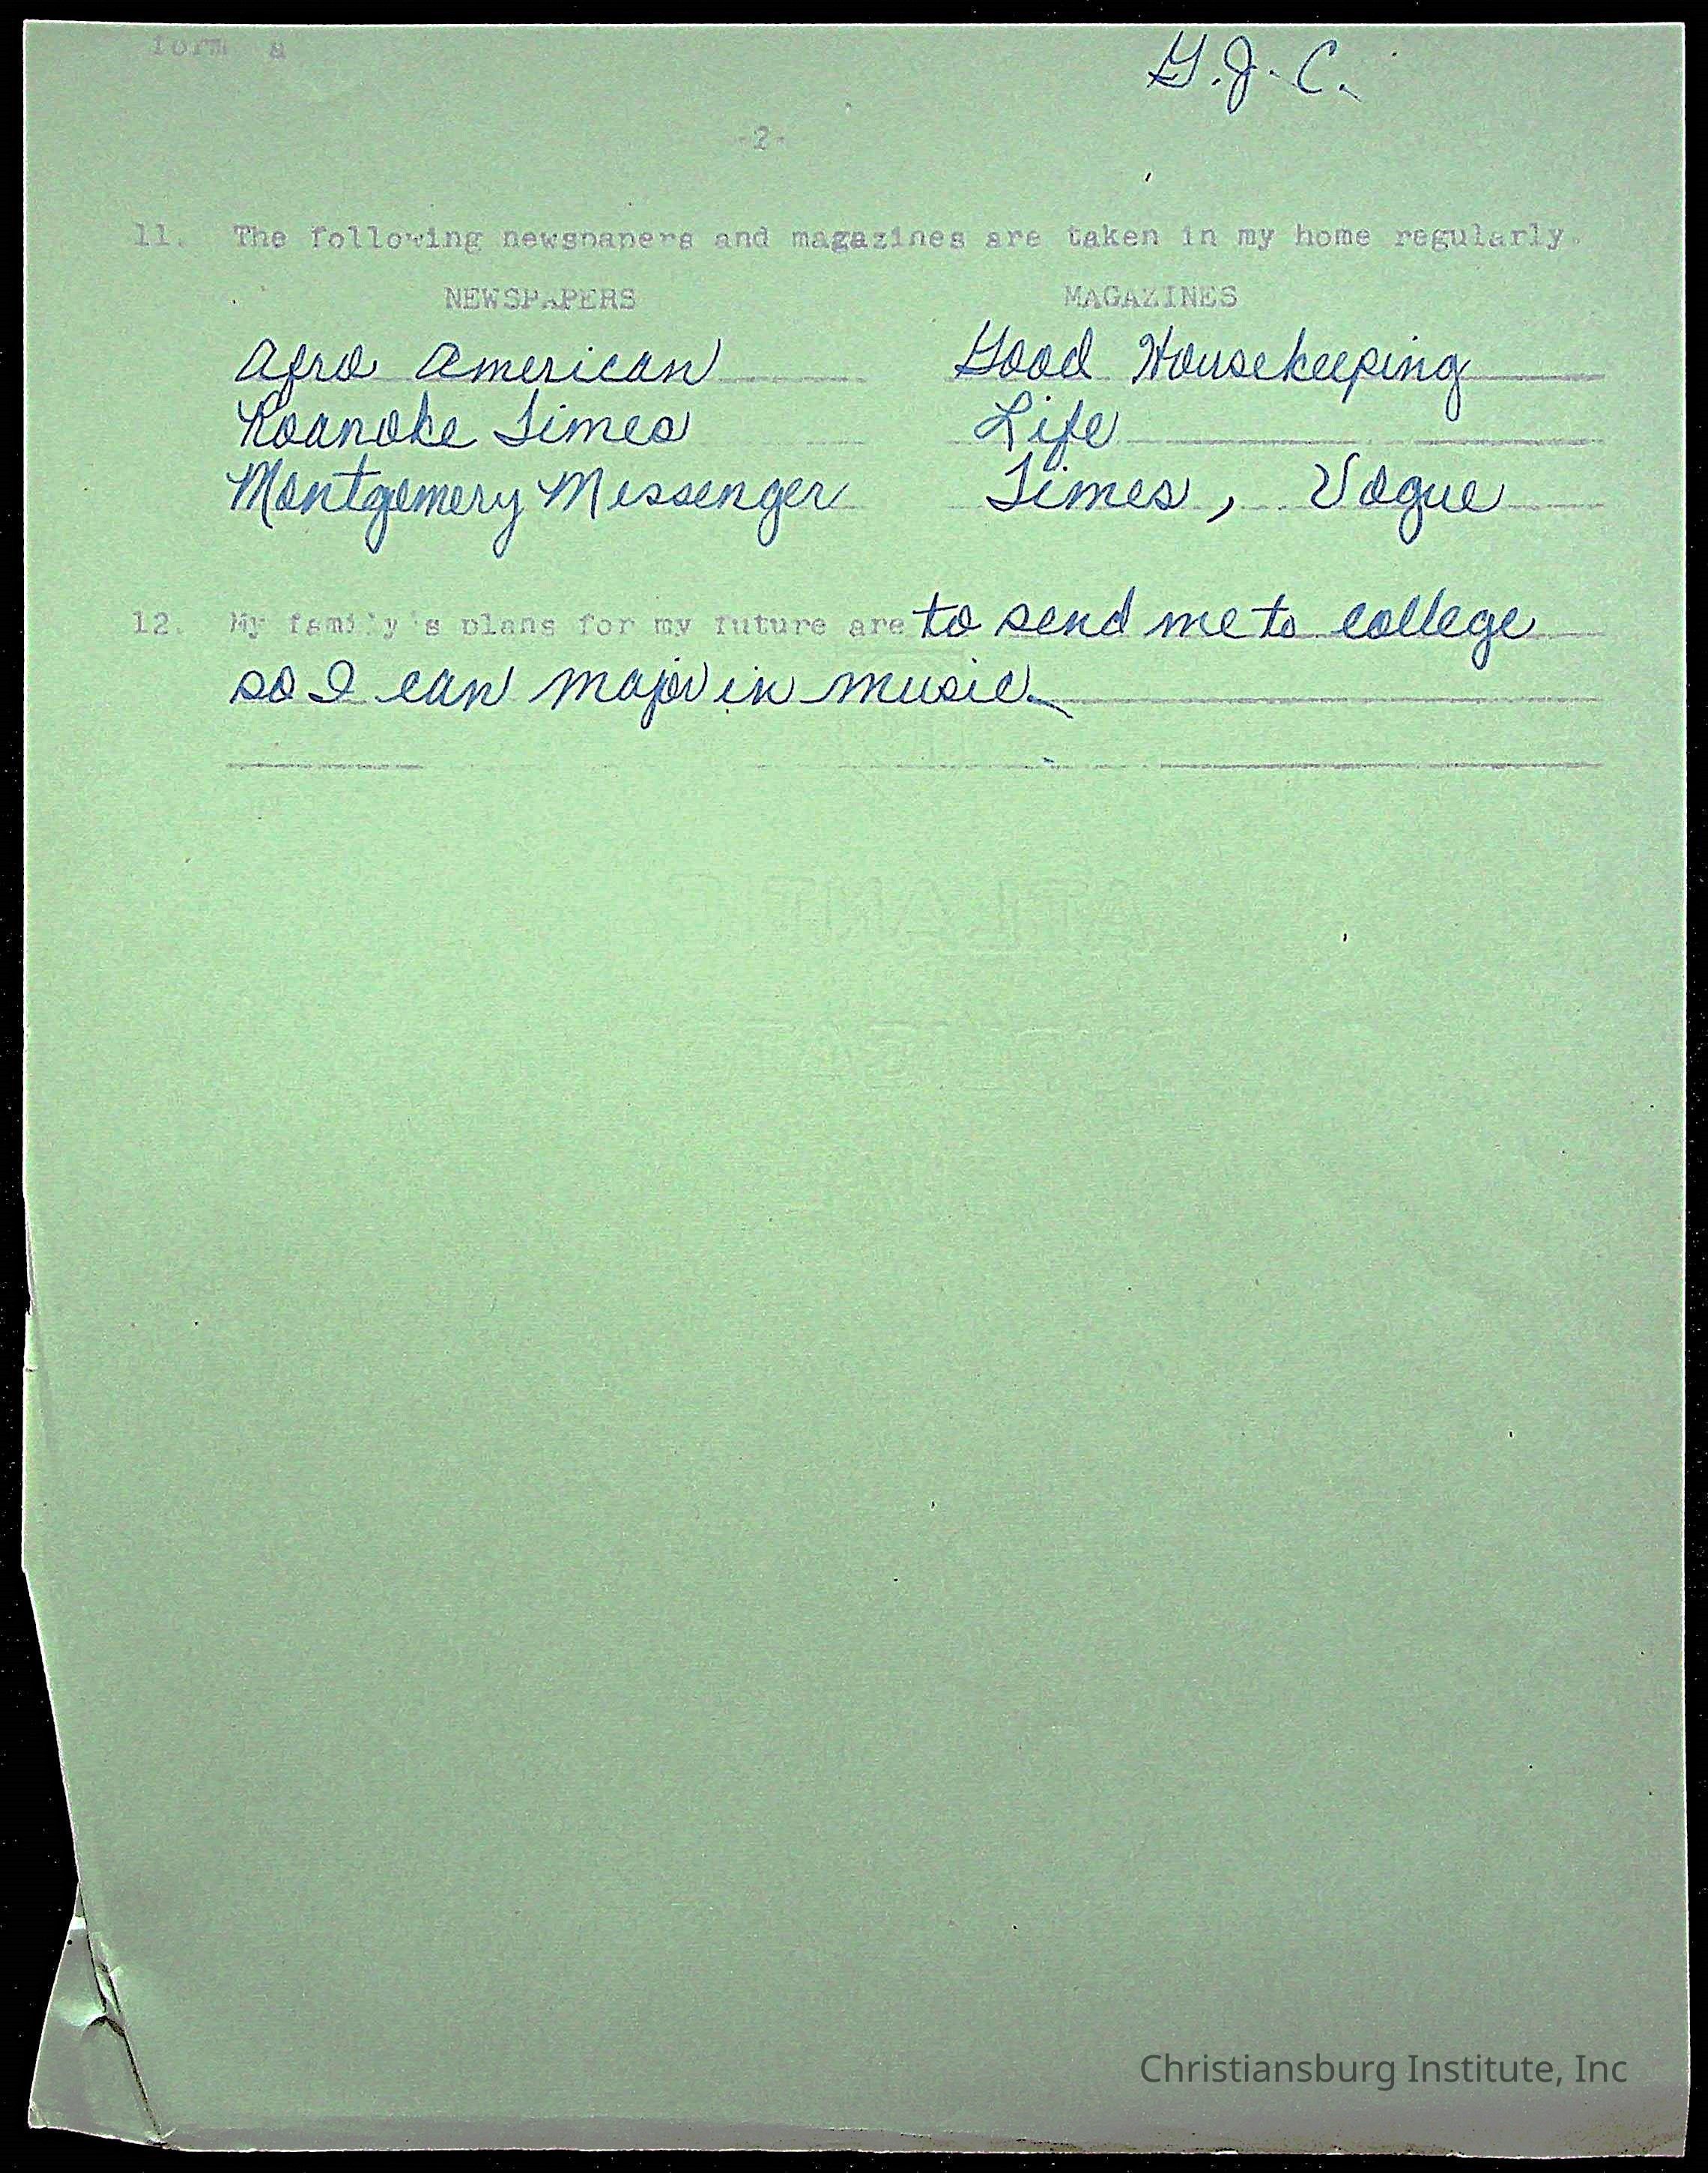 form a
G. J. C.
-2-
11. The following newspapers and magazines are taken in my home regularly.
NEWSPAPERS MAGAZINES
Afro American Good Housekeeping
Roanoke Times Life
Montgomery Messenger Times, Vogue
12. My family's plans for my future are to send me to college
so I can major in music.
ATLANTIC
Christiansburg Institute, Inc